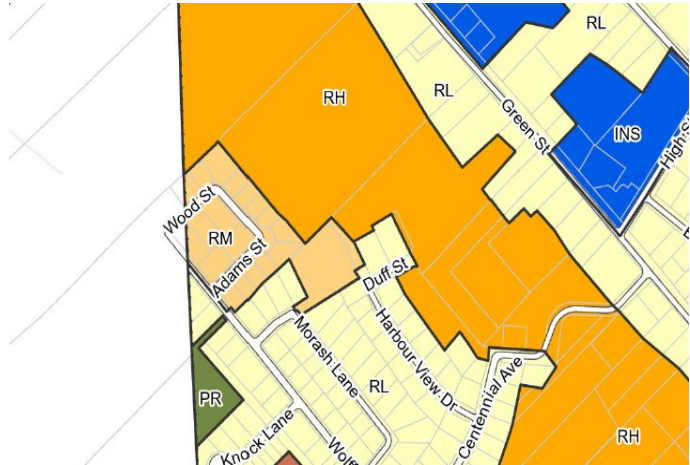 RL
RH
RL
Green St
INS
High St
Wood St
RM
Adams St
Duff St
Harbour View Dr
Morash Lane
RL
Centennial Ave
PR
Knock Lane
Wolf
RH